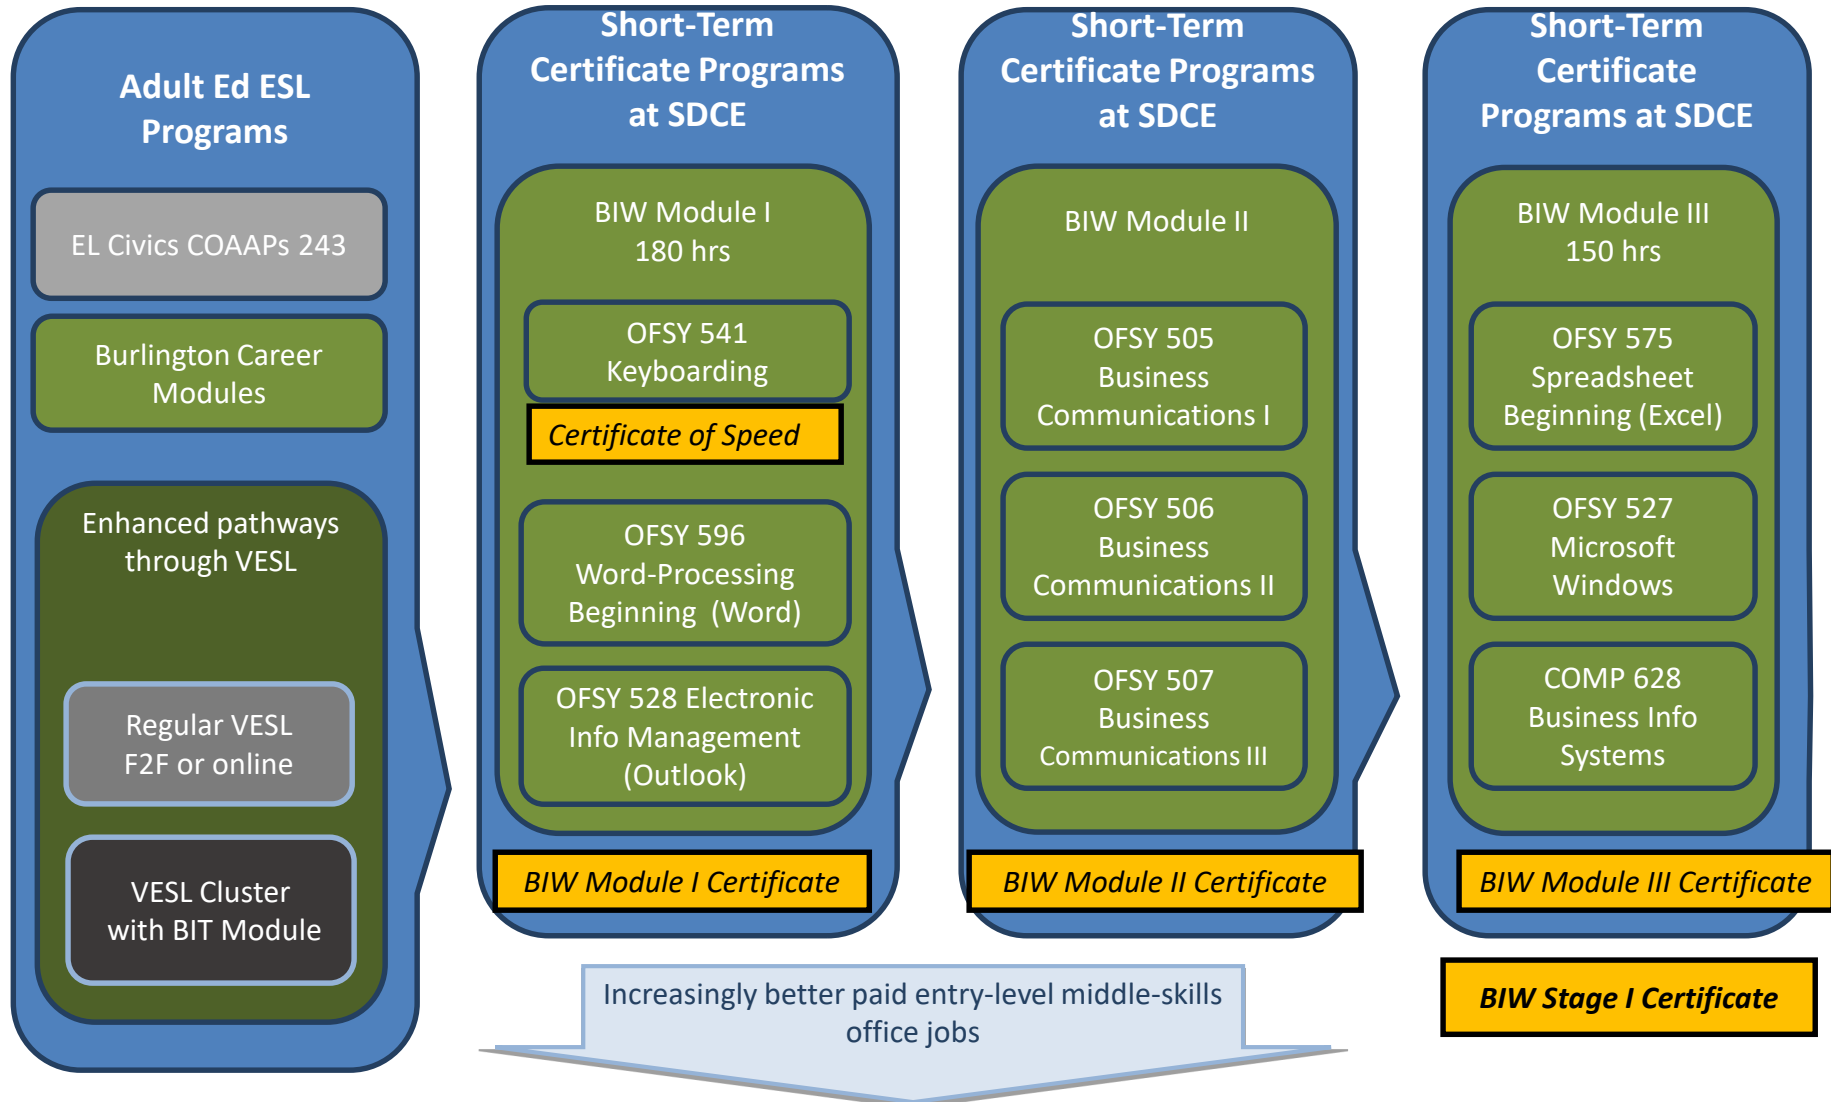 Adult Ed ESL
Programs
EL Civics COAAPs 243
Burlington Career
Modules
Enhanced pathways
through VESL
Regular VESL
F2F or online
VESL Cluster
with BIT Module
Short-Term
Certificate Programs
at SDCE
BIW Module I
180 hrs
OFSY 541
Keyboarding
Certificate of Speed
OFSY 596
Word-Processing
Beginning  (Word)
OFSY 528 Electronic
Info Management
(Outlook)
BIW Module I Certificate
Short-Term
Certificate Programs
at SDCE
BIW Module II
OFSY 505
Business
Communications I
OFSY 506
Business
Communications II
OFSY 507
Business
Communications III
BIW Module II Certificate
Short-Term
Certificate
Programs at SDCE
BIW Module III
150 hrs
OFSY 575
Spreadsheet
Beginning (Excel)
OFSY 527
Microsoft
Windows
COMP 628
Business Info
Systems
BIW Module III Certificate
BIW Stage I Certificate
Increasingly better paid entry-level middle-skills
office jobs